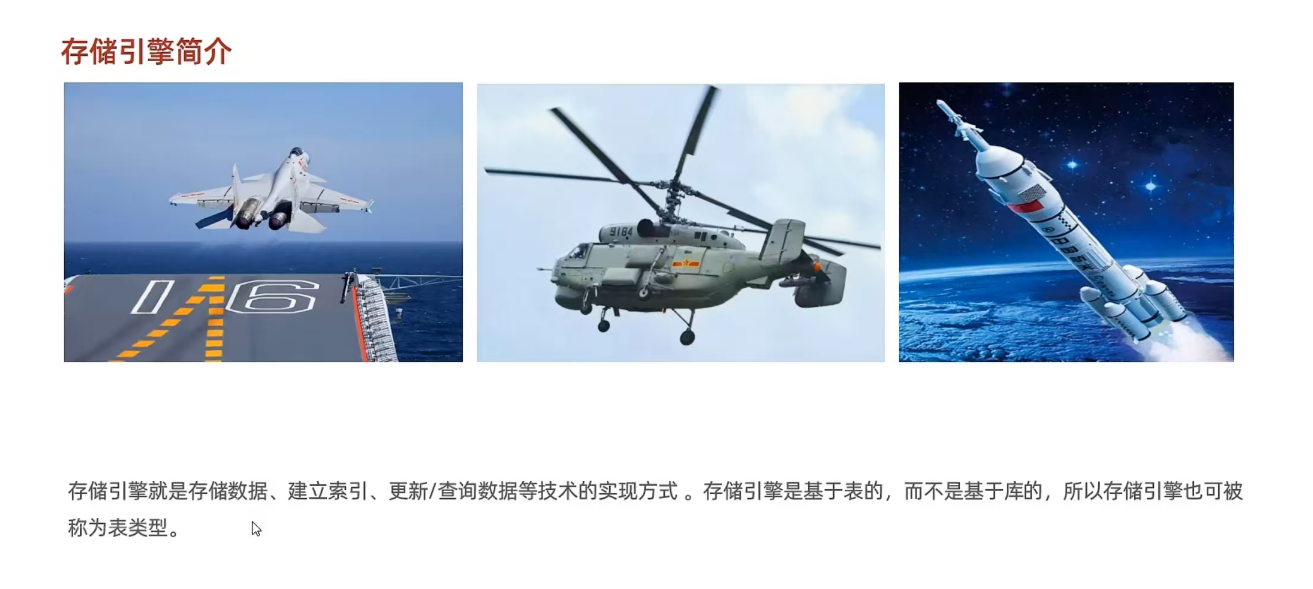 存储引擎简介
16
9184
存储引擎就是存储数据、建立索引、更新/查询数据等技术的实现方式 。存储引擎是基于表的，而不是基于库的，所以存储引擎也可被
称为表类型。